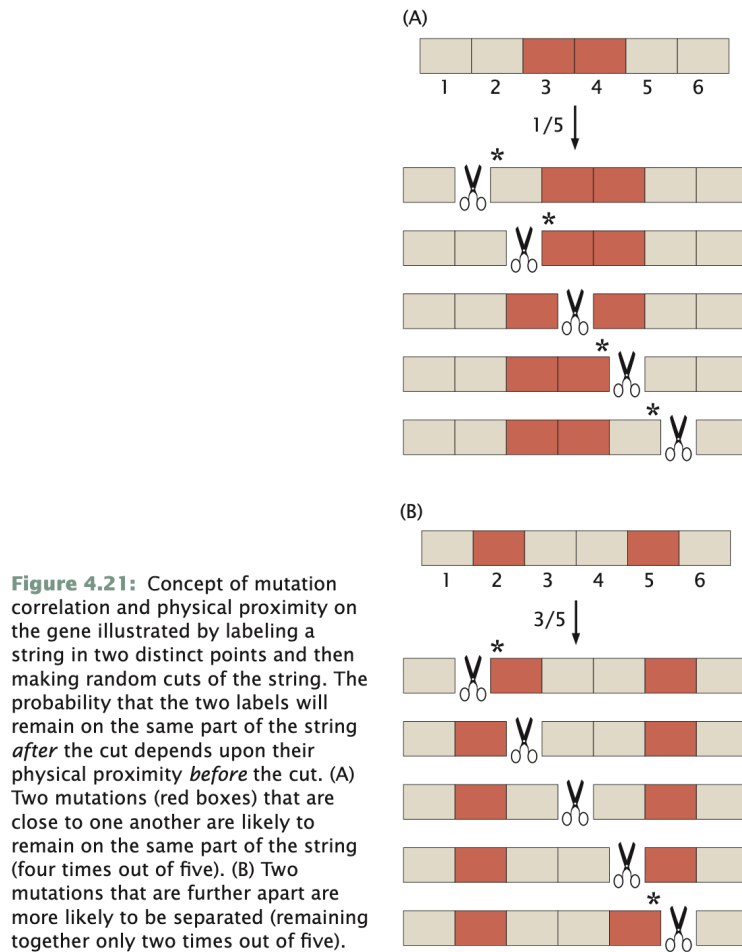 (A)
1 2 3 4 5 6
1/5
*
*
*
*
(B)
1 2 3 4 5 6
3/5
*
*
Figure 4.21: Concept of mutation
correlation and physical proximity on
the gene illustrated by labeling a
string in two distinct points and then
making random cuts of the string. The
probability that the two labels will
remain on the same part of the string
after the cut depends upon their
physical proximity before the cut. (A)
Two mutations (red boxes) that are
close to one another are likely to
remain on the same part of the string
(four times out of five). (B) Two
mutations that are further apart are
more likely to be separated (remaining
together only two times out of five).